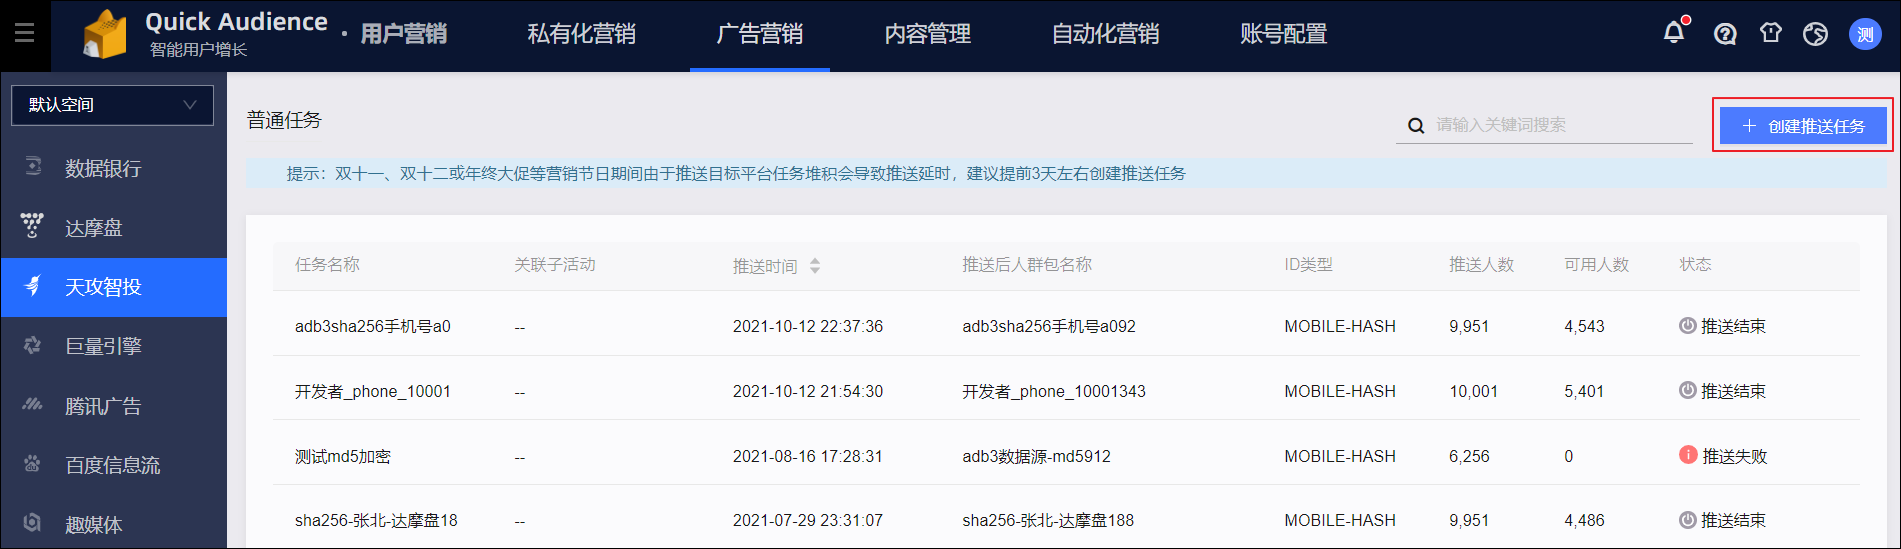 Quick Audience
智能用户增长
· 用户营销
私有化营销
广告营销
内容管理
自动化营销
账号配置
测
默认空间
数据银行
达摩盘
天攻智投
巨量引擎
腾讯广告
百度信息流
趣媒体
普通任务
请输入关键词搜索
+ 创建推送任务
提示：双十一、双十二或年终大促等营销节日期间由于推送目标平台任务堆积会导致推送延时，建议提前3天左右创建推送任务
任务名称 关联子活动 推送时间 推送后人群包名称 ID类型 推送人数 可用人数 状态
adb3sha256手机号a0 -- 2021-10-12 22:37:36 adb3sha256手机号a092 MOBILE-HASH 9,951 4,543 推送结束
开发者_phone_10001 -- 2021-10-12 21:54:30 开发者_phone_10001343 MOBILE-HASH 10,001 5,401 推送结束
测试md5加密 -- 2021-08-16 17:28:31 adb3数据源-md5912 MOBILE-HASH 6,256 0 推送失败
sha256-张北-达摩盘18 -- 2021-07-29 23:31:07 sha256-张北-达摩盘188 MOBILE-HASH 9,951 4,486 推送结束